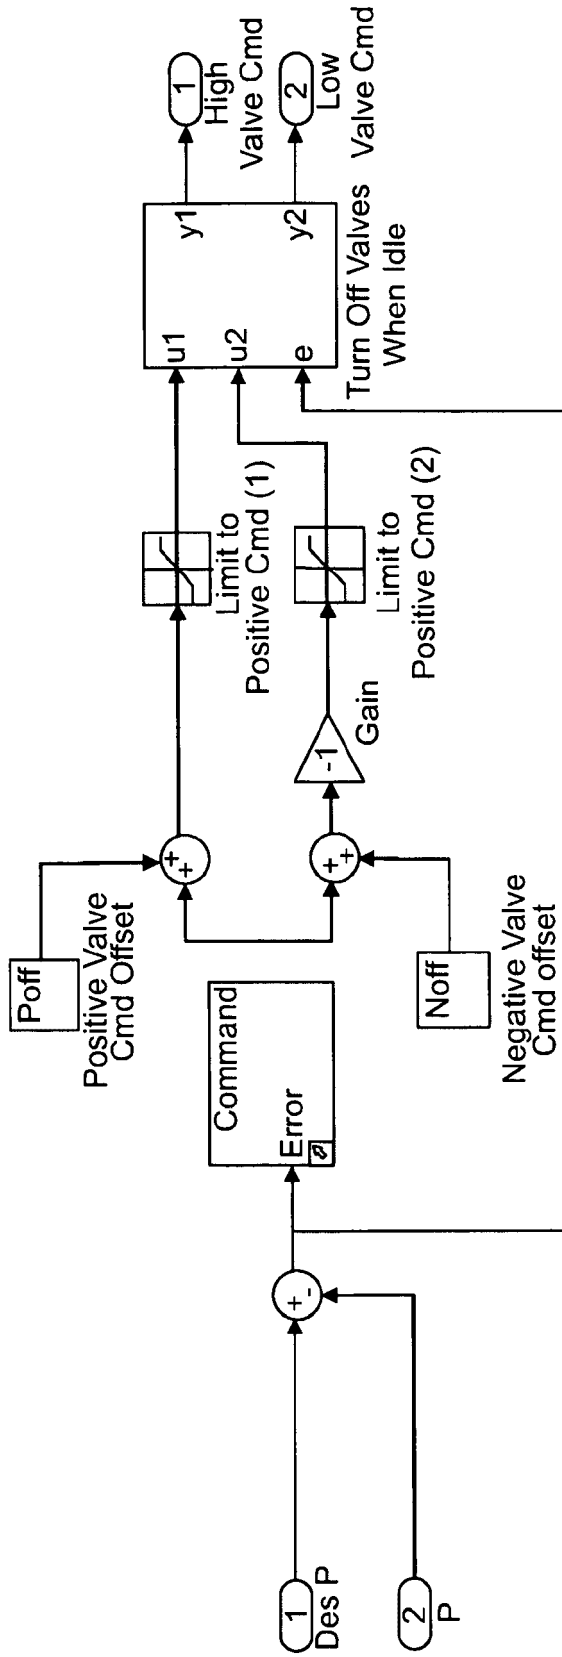 1
Des P
2
P
+
-
Error
Command
Poff
Positive Valve
Cmd Offset
Noff
Negative Valve
Cmd offset
+
+
+
+
-1
Gain
Limit to
Positive Cmd (1)
Limit to
Positive Cmd (2)
u1
u2
e
y1
y2
Turn Off Valves
When Idle
1
High
Valve Cmd
2
Low
Valve Cmd